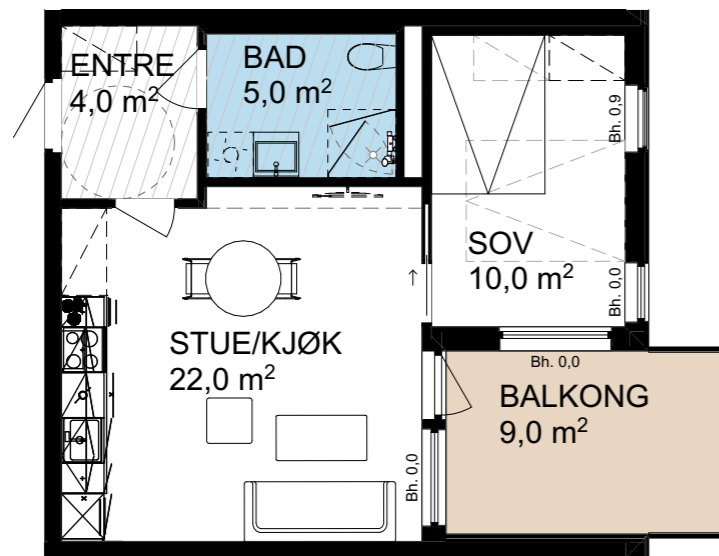 ENTRE
4,0 m²
BAD
5,0 m²
Bh. 0,9
SOV
10,0 m²
Bh. 0,0
STUE/KJØK
22,0 m²
Bh. 0,0
BALKONG
9,0 m²
Bh. 0,0